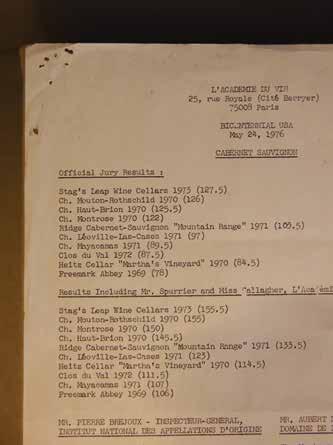 L'ACADEMIE DU VIN
25, rue Royale (Cité Berryer)
75008 Paris
BICENTENNIAL USA
May 24, 1976
CABERNET SAUVIGNON
Official Jury Results :
Stag's Leap Wine Cellars 1973 (127.5)
Ch. Mouton-Rothschild 1970 (126)
Ch. Haut-Brion 1970 (125.5)
Ch. Montrose 1970 (122)
Ridge Cabernet-Sauvignon "Mountain Range" 1971 (105.5)
Ch. Léoville-Las-Cases 1971 (97)
Ch. Mayacamas 1971 (89.5)
Clos du Val 1972 (87.5)
Heitz Cellar "Martha's Vineyard" 1970 (84.5)
Freemark Abbey 1969 (78)
Results Including Mr. Spurrier and Miss Gallagher, L'Académi
Stag's Leap Wine Cellars 1973 (155.5)
Ch. Mouton-Rothschild 1970 (155)
Ch. Montrose 1970 (150)
Ch. Haut-Brion 1970 (145.5)
Ridge Cabernet-Sauvignon "Mountain Range" 1971 (133.5)
Ch. Léoville-Las-Cases 1971 (123)
Heitz Cellar "Martha's Vineyard" 1970 (114.5)
Clos du Val 1972 (111.5)
Ch. Mayacamas 1971 (107)
Freemark Abbey 1969 (106)
MR. PIERRE BREJOUX - INSPECTEUR-GENERAL,
INSTITUT NATIONAL DES APPELLATIONS D'ORIGINE
MR. AUBERT
DOMAINE DE